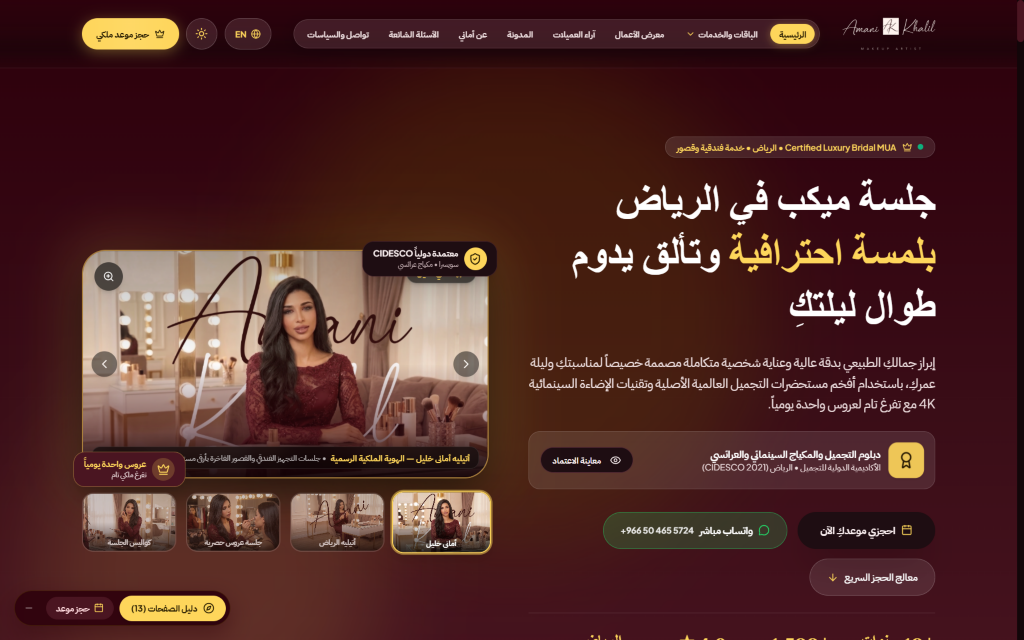 Amani AK Khalil
MAKEUP ARTIST
الرئيسية
الباقات والخدمات
معرض الأعمال
آراء العميلات
المدونة
عن أماني
الأسئلة الشائعة
تواصل والسياسات
EN
حجز موعد ملكي
Certified Luxury Bridal MUA • الرياض • خدمة فندقية وقصور
جلسة ميكب في الرياض
بلمسة احترافية وتألق يدوم
طوال ليلتكِ
إبراز جمالكِ الطبيعي بدقة عالية وعناية شخصية متكاملة مصممة خصيصاً لمناسبتكِ وليلة
عمركِ، باستخدام أفخم مستحضرات التجميل العالمية الأصلية وتقنيات الإضاءة السينمائية
4K مع تفرغ تام لعروس واحدة يومياً.
دبلوم التجميل والمكياج السينمائي والعرائسي
الأكاديمية الدولية للتجميل • الرياض (CIDESCO 2021)
معاينة الاعتماد
احجزي موعدكِ الآن
واتساب مباشر
+966 50 465 5724
معالج الحجز السريع
معتمدة دولياً CIDESCO
سويسرا • مكياج عرائسي
Amani
أتيليه أماني خليل — الهوية الملكية الرسمية • جلسات التجهيز الفندقي والقصور الفاخرة بأرقى
عروس واحدة يومياً
تفرغ ملكي تام
أماني خليل
أتيليه الرياض
جلسة عروس حصرية
كواليس الجلسة
دليل الصفحات (13)
حجز موعد